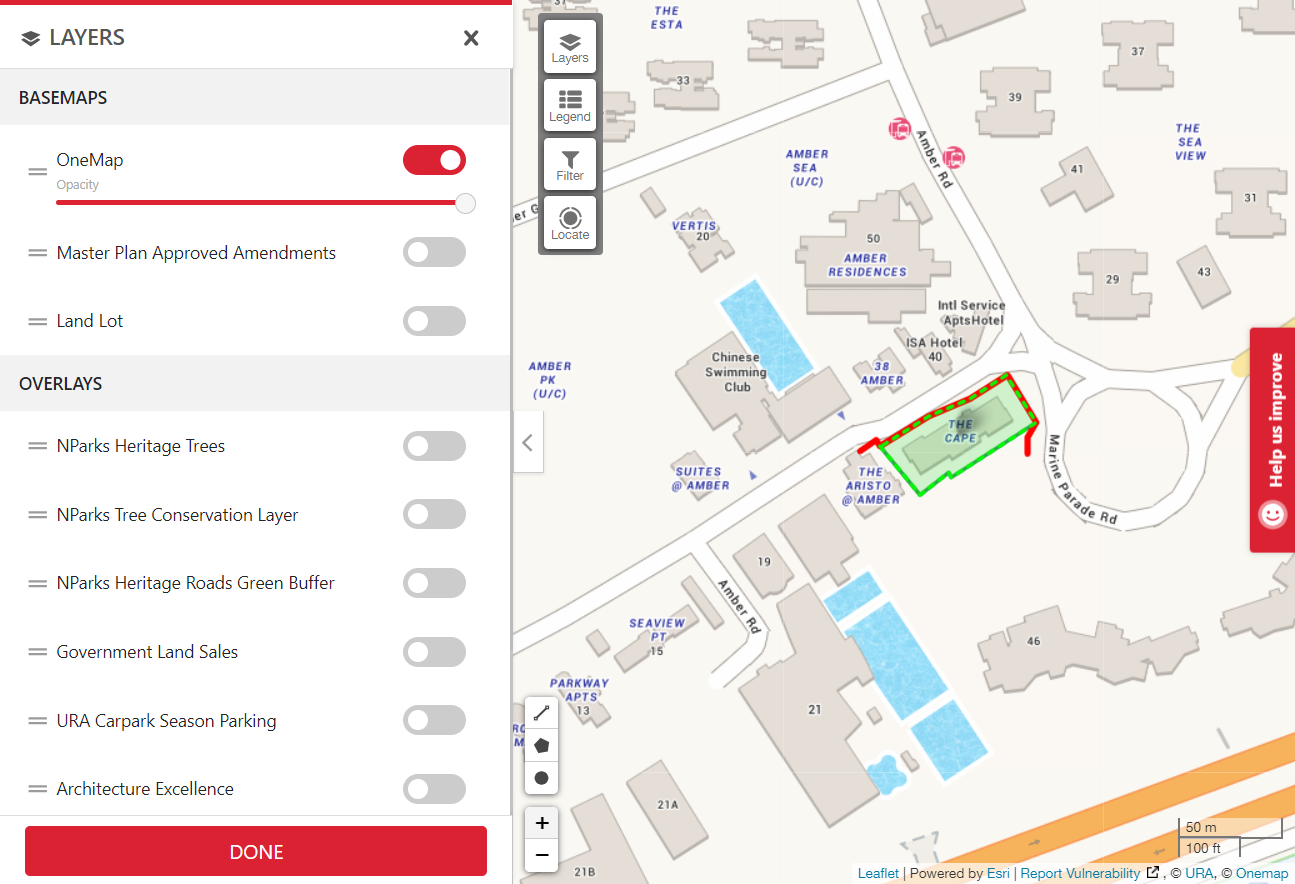 LAYERS
BASEMAPS
OneMap
Opacity
Master Plan Approved Amendments
Land Lot
OVERLAYS
NParks Heritage Trees
NParks Tree Conservation Layer
NParks Heritage Roads Green Buffer
Government Land Sales
URA Carpark Season Parking
Architecture Excellence
DONE
Layers
Legend
Filter
Locate
37
THE
ESTA
33
37
39
Amber Rd
THE
SEA
VIEW
AMBER
SEA
(U/C)
41
31
er G
VERTIS
20
50
AMBER
RESIDENCES
29
43
Intl Service
AptsHotel
ISA Hotel
40
Chinese
Swimming
Club
38
AMBER
AMBER
PK
(U/C)
THE
CAPE
Marine Parade Rd
SUITES
@ AMBER
THE
ARISTO
@ AMBER
Help us improve
19
Amber Rd
SEAVIEW
PT
15
46
PARKWAY
APTS
13
21
21A
21B
+
−
50 m
100 ft
Leaflet | Powered by Esri | Report Vulnerability , © URA, © Onemap